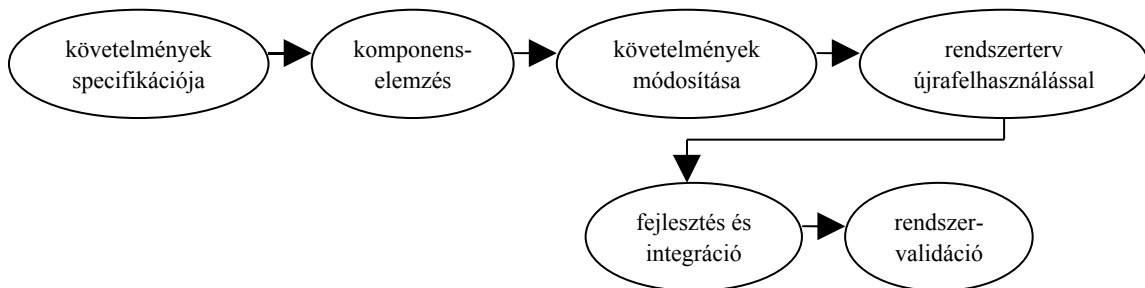 követelmények
specifikációja
komponens-
elemzés
követelmények
módosítása
rendszerterv
újrafelhasználással
fejlesztés és
integráció
rendszer-
validáció